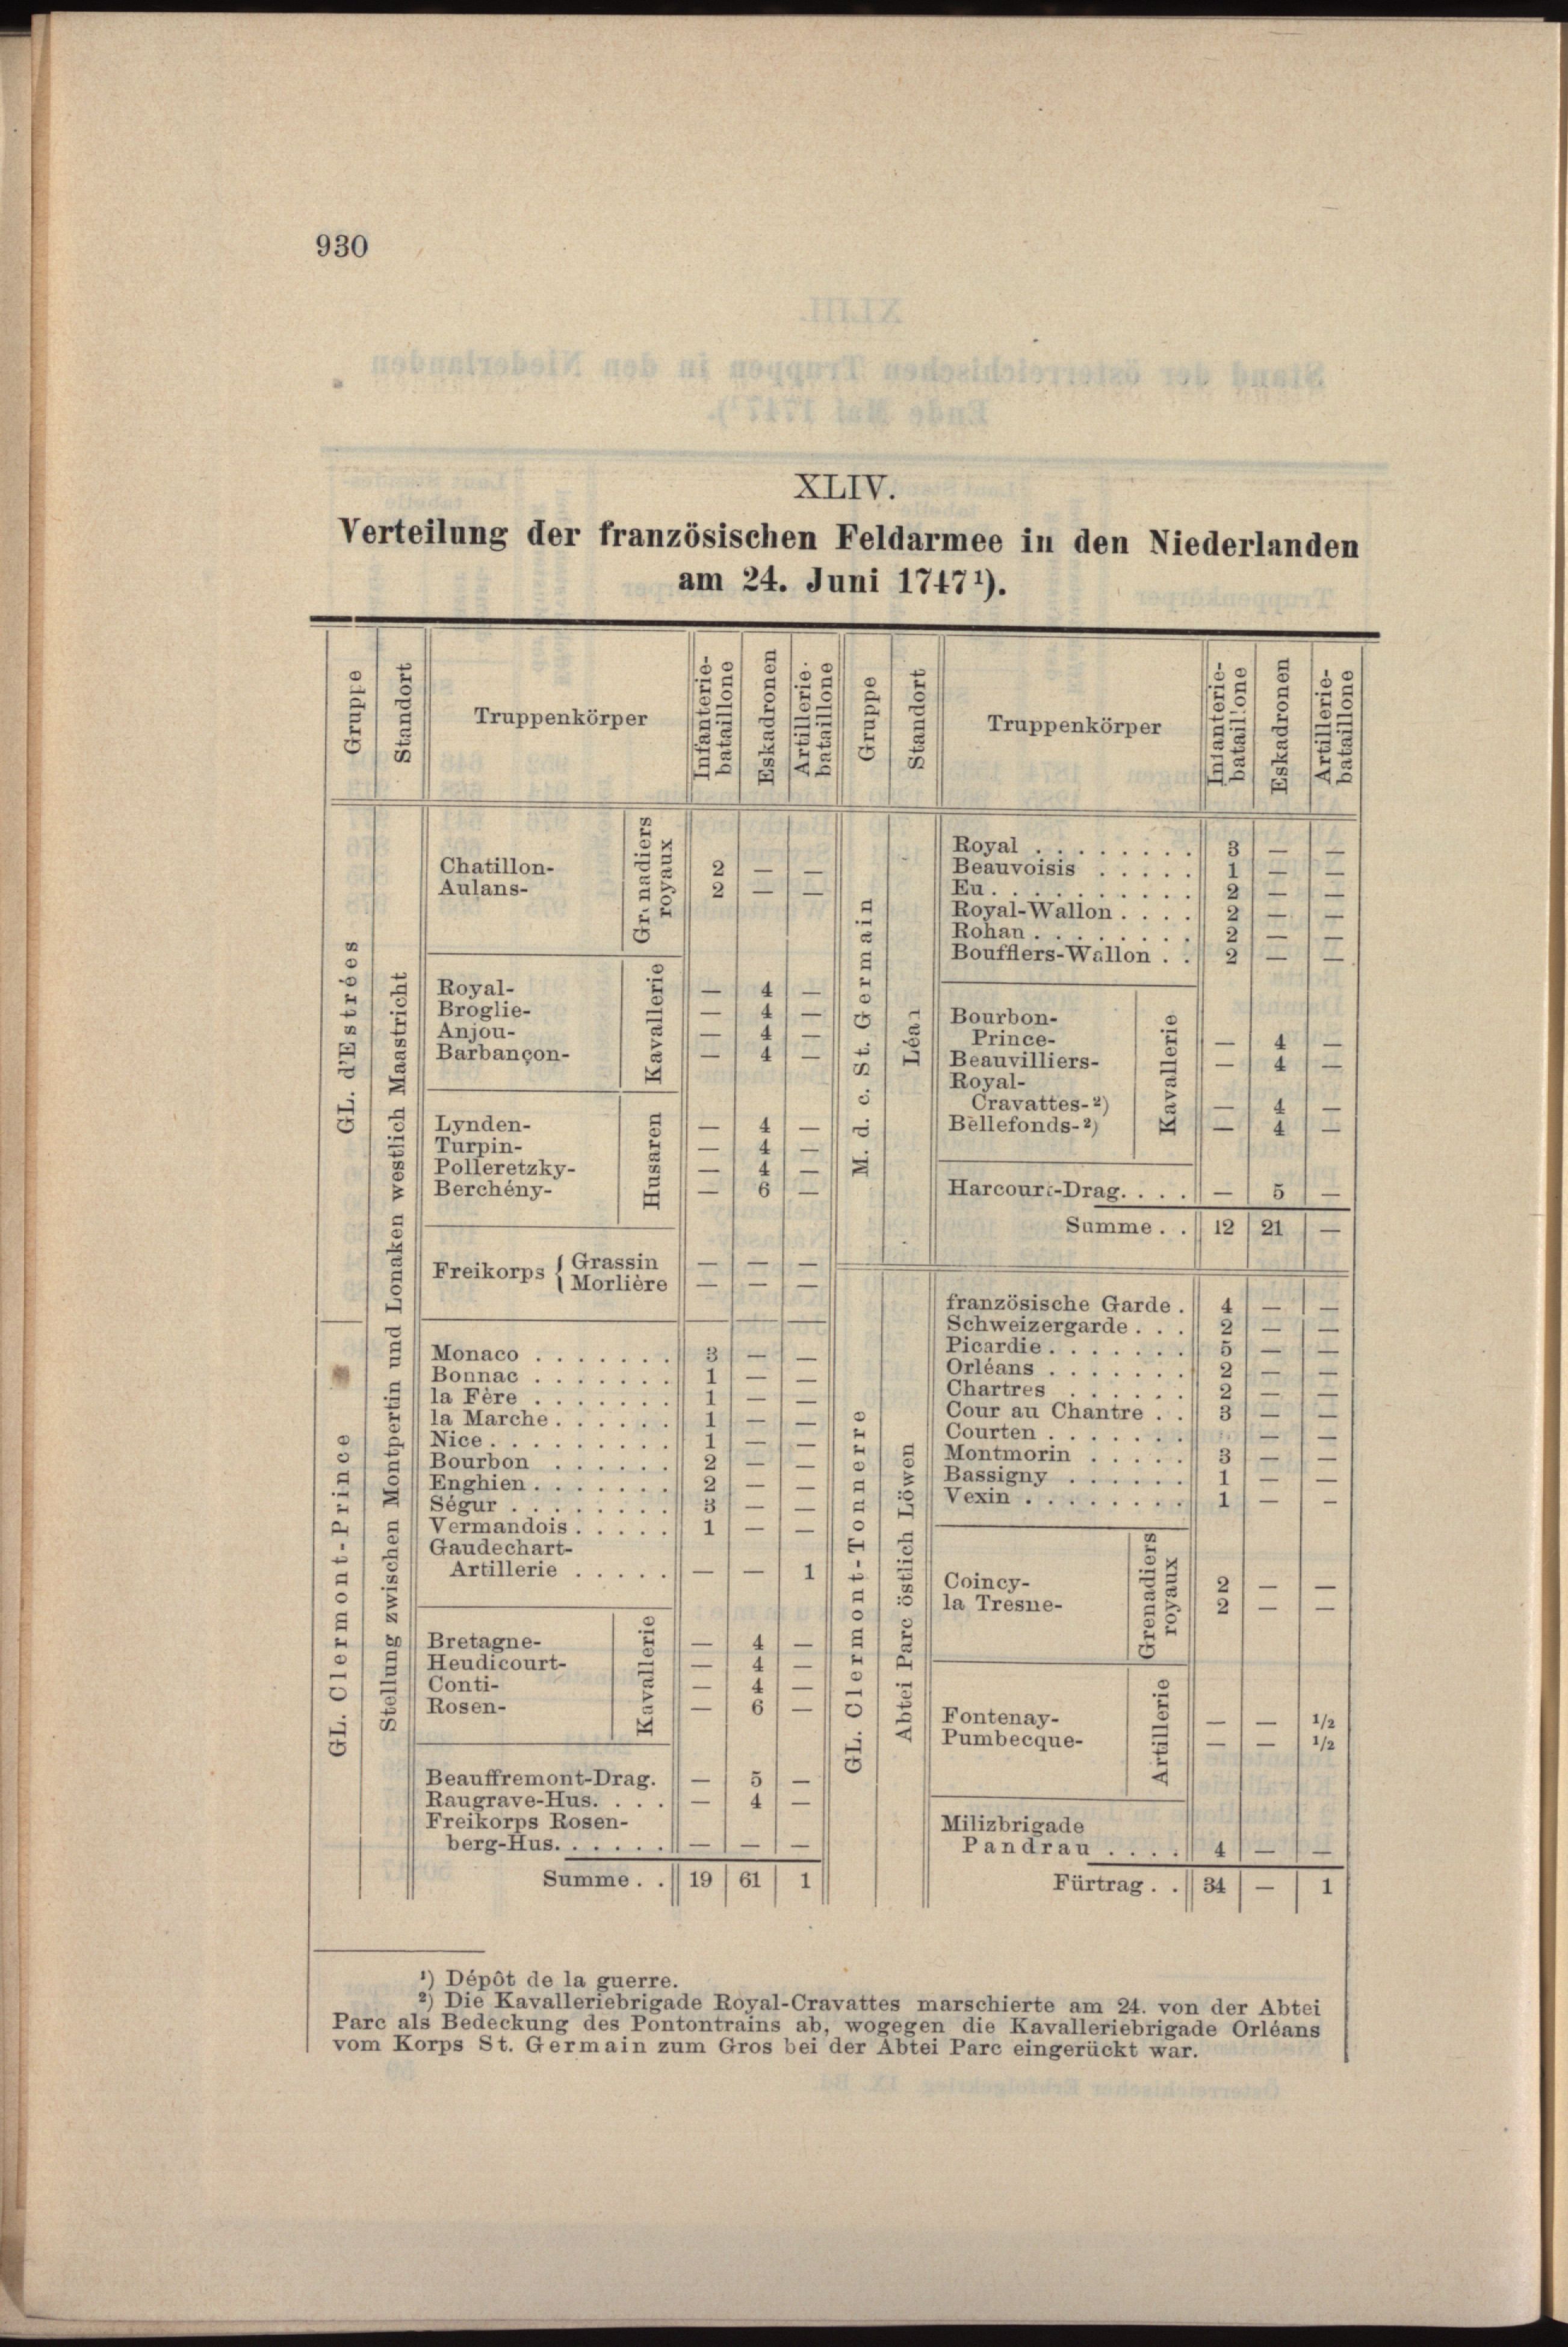 930
XLIV.
Verteilung der französischen Feldarmee in den Niederlanden
am 24. Juni 1747¹).
Gruppe
Standort
Truppenkörper
Infanterie-
bataillone
Eskadronen
Artillerie-
bataillone
GL. d'Estrées
Stellung zwischen Montpertin und Lonaken westlich Maastricht
Chatillon- 2 — —
Aulans- 2 — —
Grenadiers
royaux
Royal- — 4 —
Broglie- — 4 —
Anjou- — 4 —
Barbançon- — 4 —
Kavallerie
Lynden- — 4 —
Turpin- — 4 —
Polleretzky- — 4 —
Berchény- — 6 —
Husaren
Freikorps { Grassin — — —
Morlière — — —
GL. Clermont-Prince
Monaco . . . . . . . 3 — —
Bonnac . . . . . . . 1 — —
la Fère . . . . . . . 1 — —
la Marche . . . . . . 1 — —
Nice . . . . . . . . . 1 — —
Bourbon . . . . . . 2 — —
Enghien . . . . . . . 2 — —
Ségur . . . . . . . . 3 — —
Vermandois . . . . . 1 — —
Gaudechart-
Artillerie . . . . . — — 1
Bretagne- — 4 —
Heudicourt- — 4 —
Conti- — 4 —
Rosen- — 6 —
Kavallerie
Beauffremont-Drag. — 5 —
Raugrave-Hus. . . . — 4 —
Freikorps Rosen-
berg-Hus. . . . . . — — —
Summe . . 19 61 1
Gruppe
Standort
Truppenkörper
Infanterie-
bataillone
Eskadronen
Artillerie-
bataillone
M. d. c. St. Germain
Léau
Royal . . . . . . . . 3 — —
Beauvoisis . . . . . 1 — —
Eu . . . . . . . . . . 2 — —
Royal-Wallon . . . . 2 — —
Rohan . . . . . . . . 2 — —
Boufflers-Wallon . . 2 — —
Bourbon-
Prince- — 4 —
Beauvilliers- — 4 —
Royal-
Cravattes-²) — 4 —
Bellefonds-²) — 4 —
Kavallerie
Harcourt-Drag. . . . — 5 —
Summe . . 12 21 —
GL. Clermont-Tonnerre
Abtei Parc östlich Löwen
französische Garde . 4 — —
Schweizergarde . . . 2 — —
Picardie . . . . . . . 5 — —
Orléans . . . . . . . 2 — —
Chartres . . . . . . 2 — —
Cour au Chantre . . 3 — —
Courten . . . . . . . — —
Montmorin . . . . . 3 — —
Bassigny . . . . . . 1 — —
Vexin . . . . . . . . 1 — –
Coincy- 2 — —
la Tresne- 2 — —
Grenadiers
royaux
Fontenay- — — 1/2
Pumbecque- — — 1/2
Artillerie
Milizbrigade
Pandrau . . . . 4 — —
Fürtrag . . 34 — 1
¹) Dépôt de la guerre.
²) Die Kavalleriebrigade Royal-Cravattes marschierte am 24. von der Abtei
Parc als Bedeckung des Pontontrains ab, wogegen die Kavalleriebrigade Orléans
vom Korps St. Germain zum Gros bei der Abtei Parc eingerückt war.